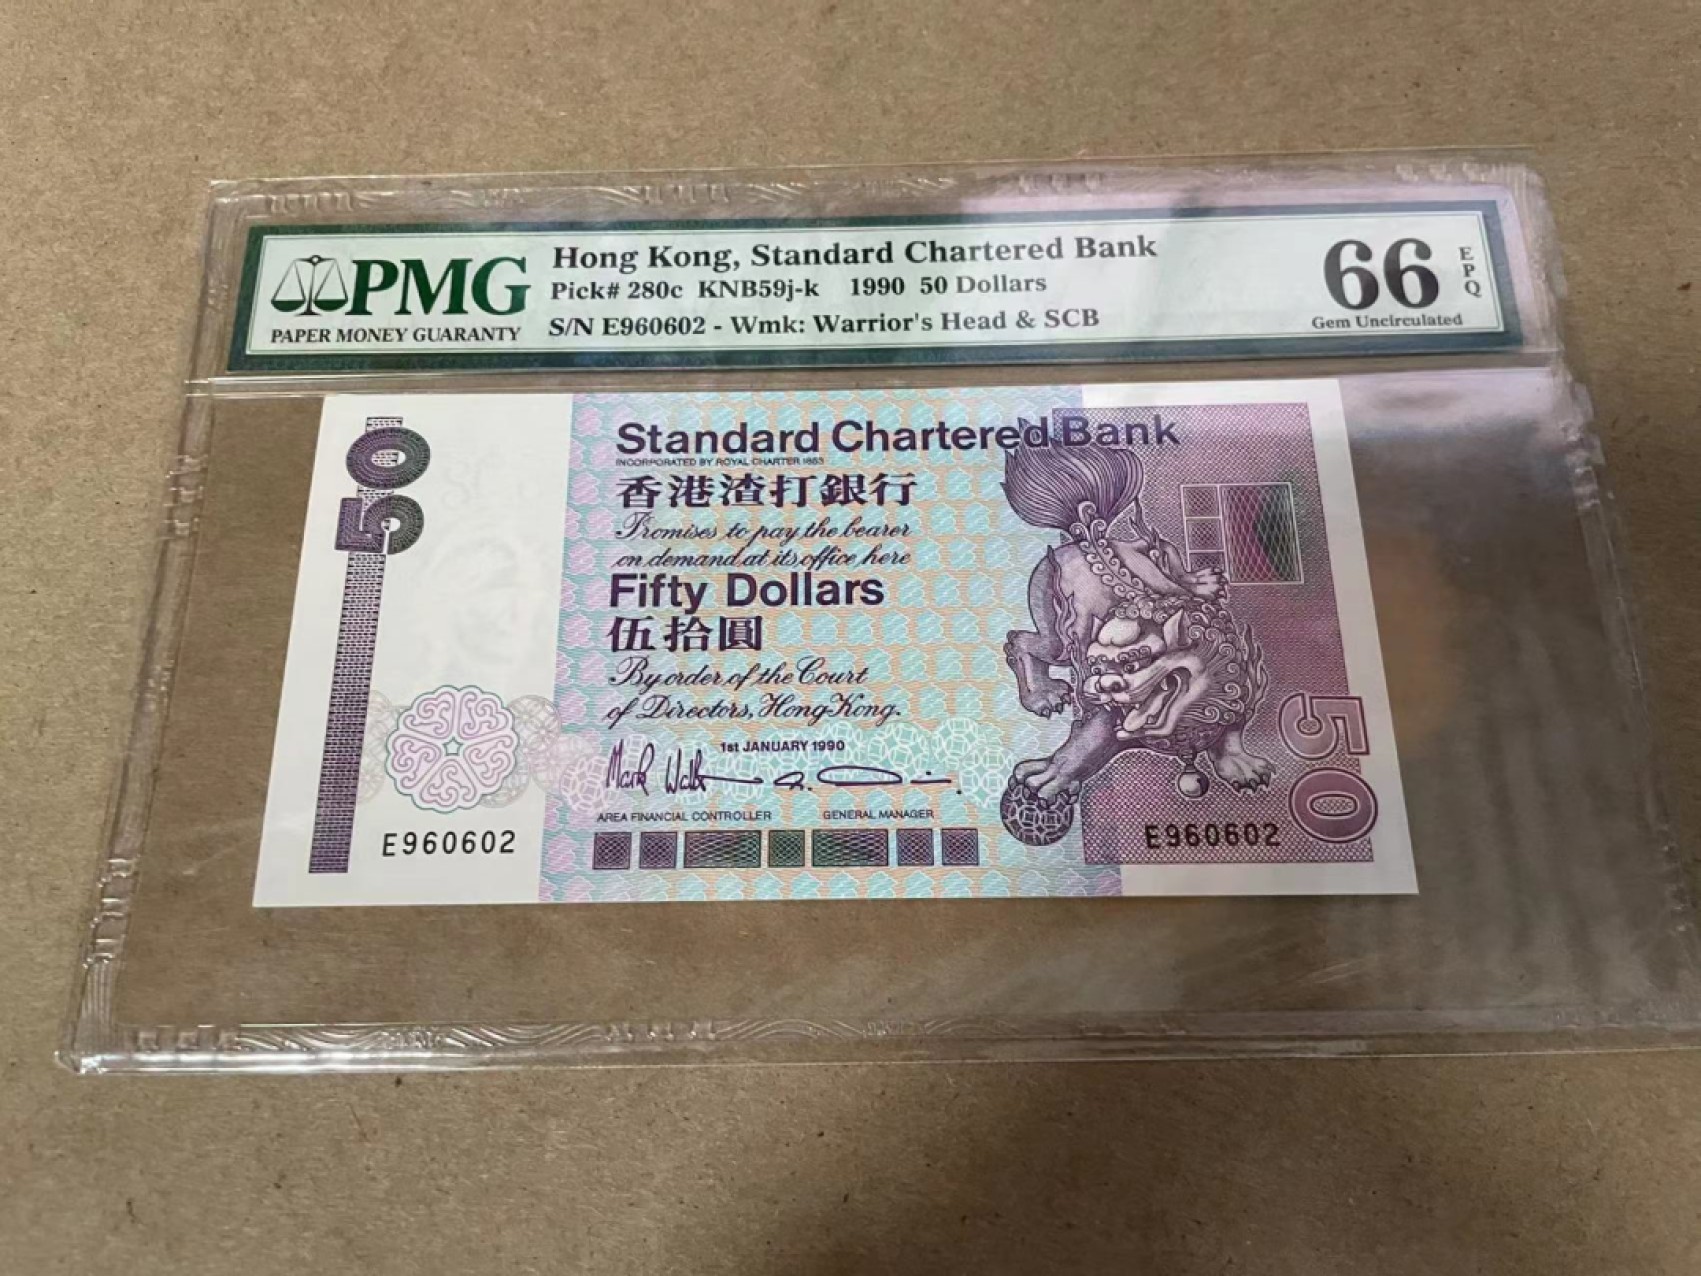 PMG
PAPER MONEY GUARANTY
Hong Kong, Standard Chartered Bank
Pick# 280c KNB59j-k 1990 50 Dollars
S/N E960602 - Wmk: Warrior's Head & SCB
66 EPQ
Gem Uncirculated
50
Standard Chartered Bank
INCORPORATED BY ROYAL CHARTER 1853
香港渣打銀行
Promises to pay the bearer
on demand at its office here
Fifty Dollars
伍拾圓
By order of the Court
of Directors, Hong Kong.
1st JANUARY 1990
AREA FINANCIAL CONTROLLER GENERAL MANAGER
E960602
E960602
50